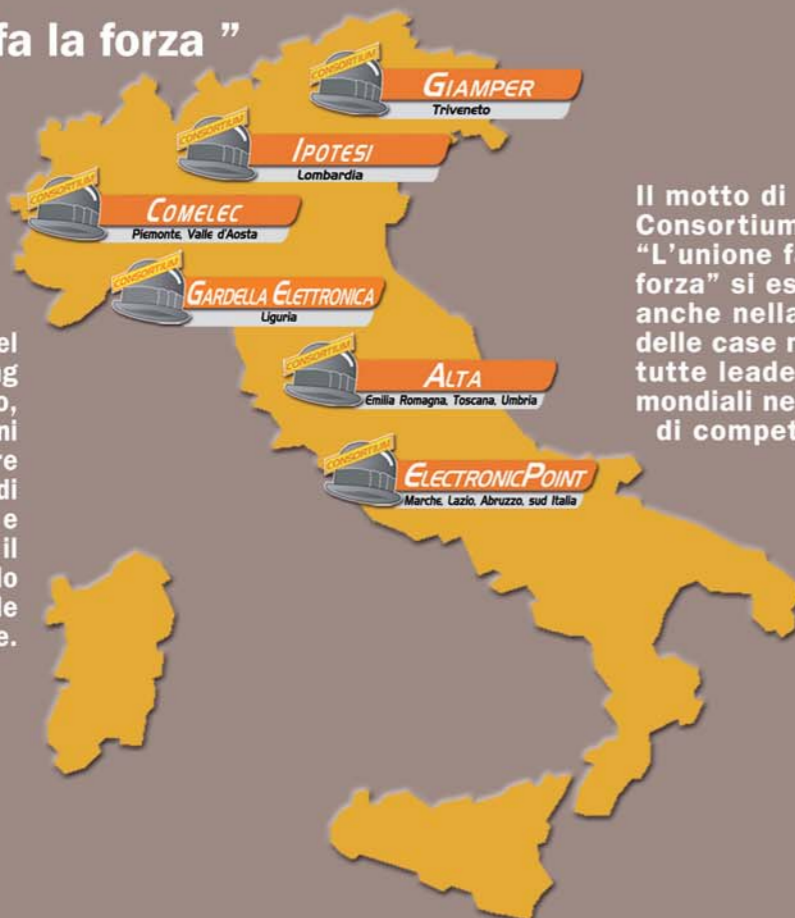 fa la forza ”
CONSORTIUM
GIAMPER
Triveneto
CONSORTIUM
IPOTESI
Lombardia
CONSORTIUM
COMELEC
Piemonte, Valle d'Aosta
CONSORTIUM
GARDELLA ELETTRONICA
Liguria
CONSORTIUM
ALTA
Emilia Romagna, Toscana, Umbria
CONSORTIUM
ELECTRONICPOINT
Marche, Lazio, Abruzzo, sud Italia
Il motto di
Consortium
“L'unione fa
forza” si es
anche nella
delle case
tutte leade
mondiali ne
di compet
el
ng
o,
ni
re
di
e
il
lo
le
e.